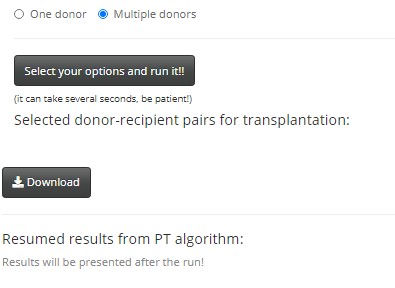 One donor Multiple donors
Select your options and run it!!
(it can take several seconds, be patient!)
Selected donor-recipient pairs for transplantation:
Download
Resumed results from PT algorithm:
Results will be presented after the run!